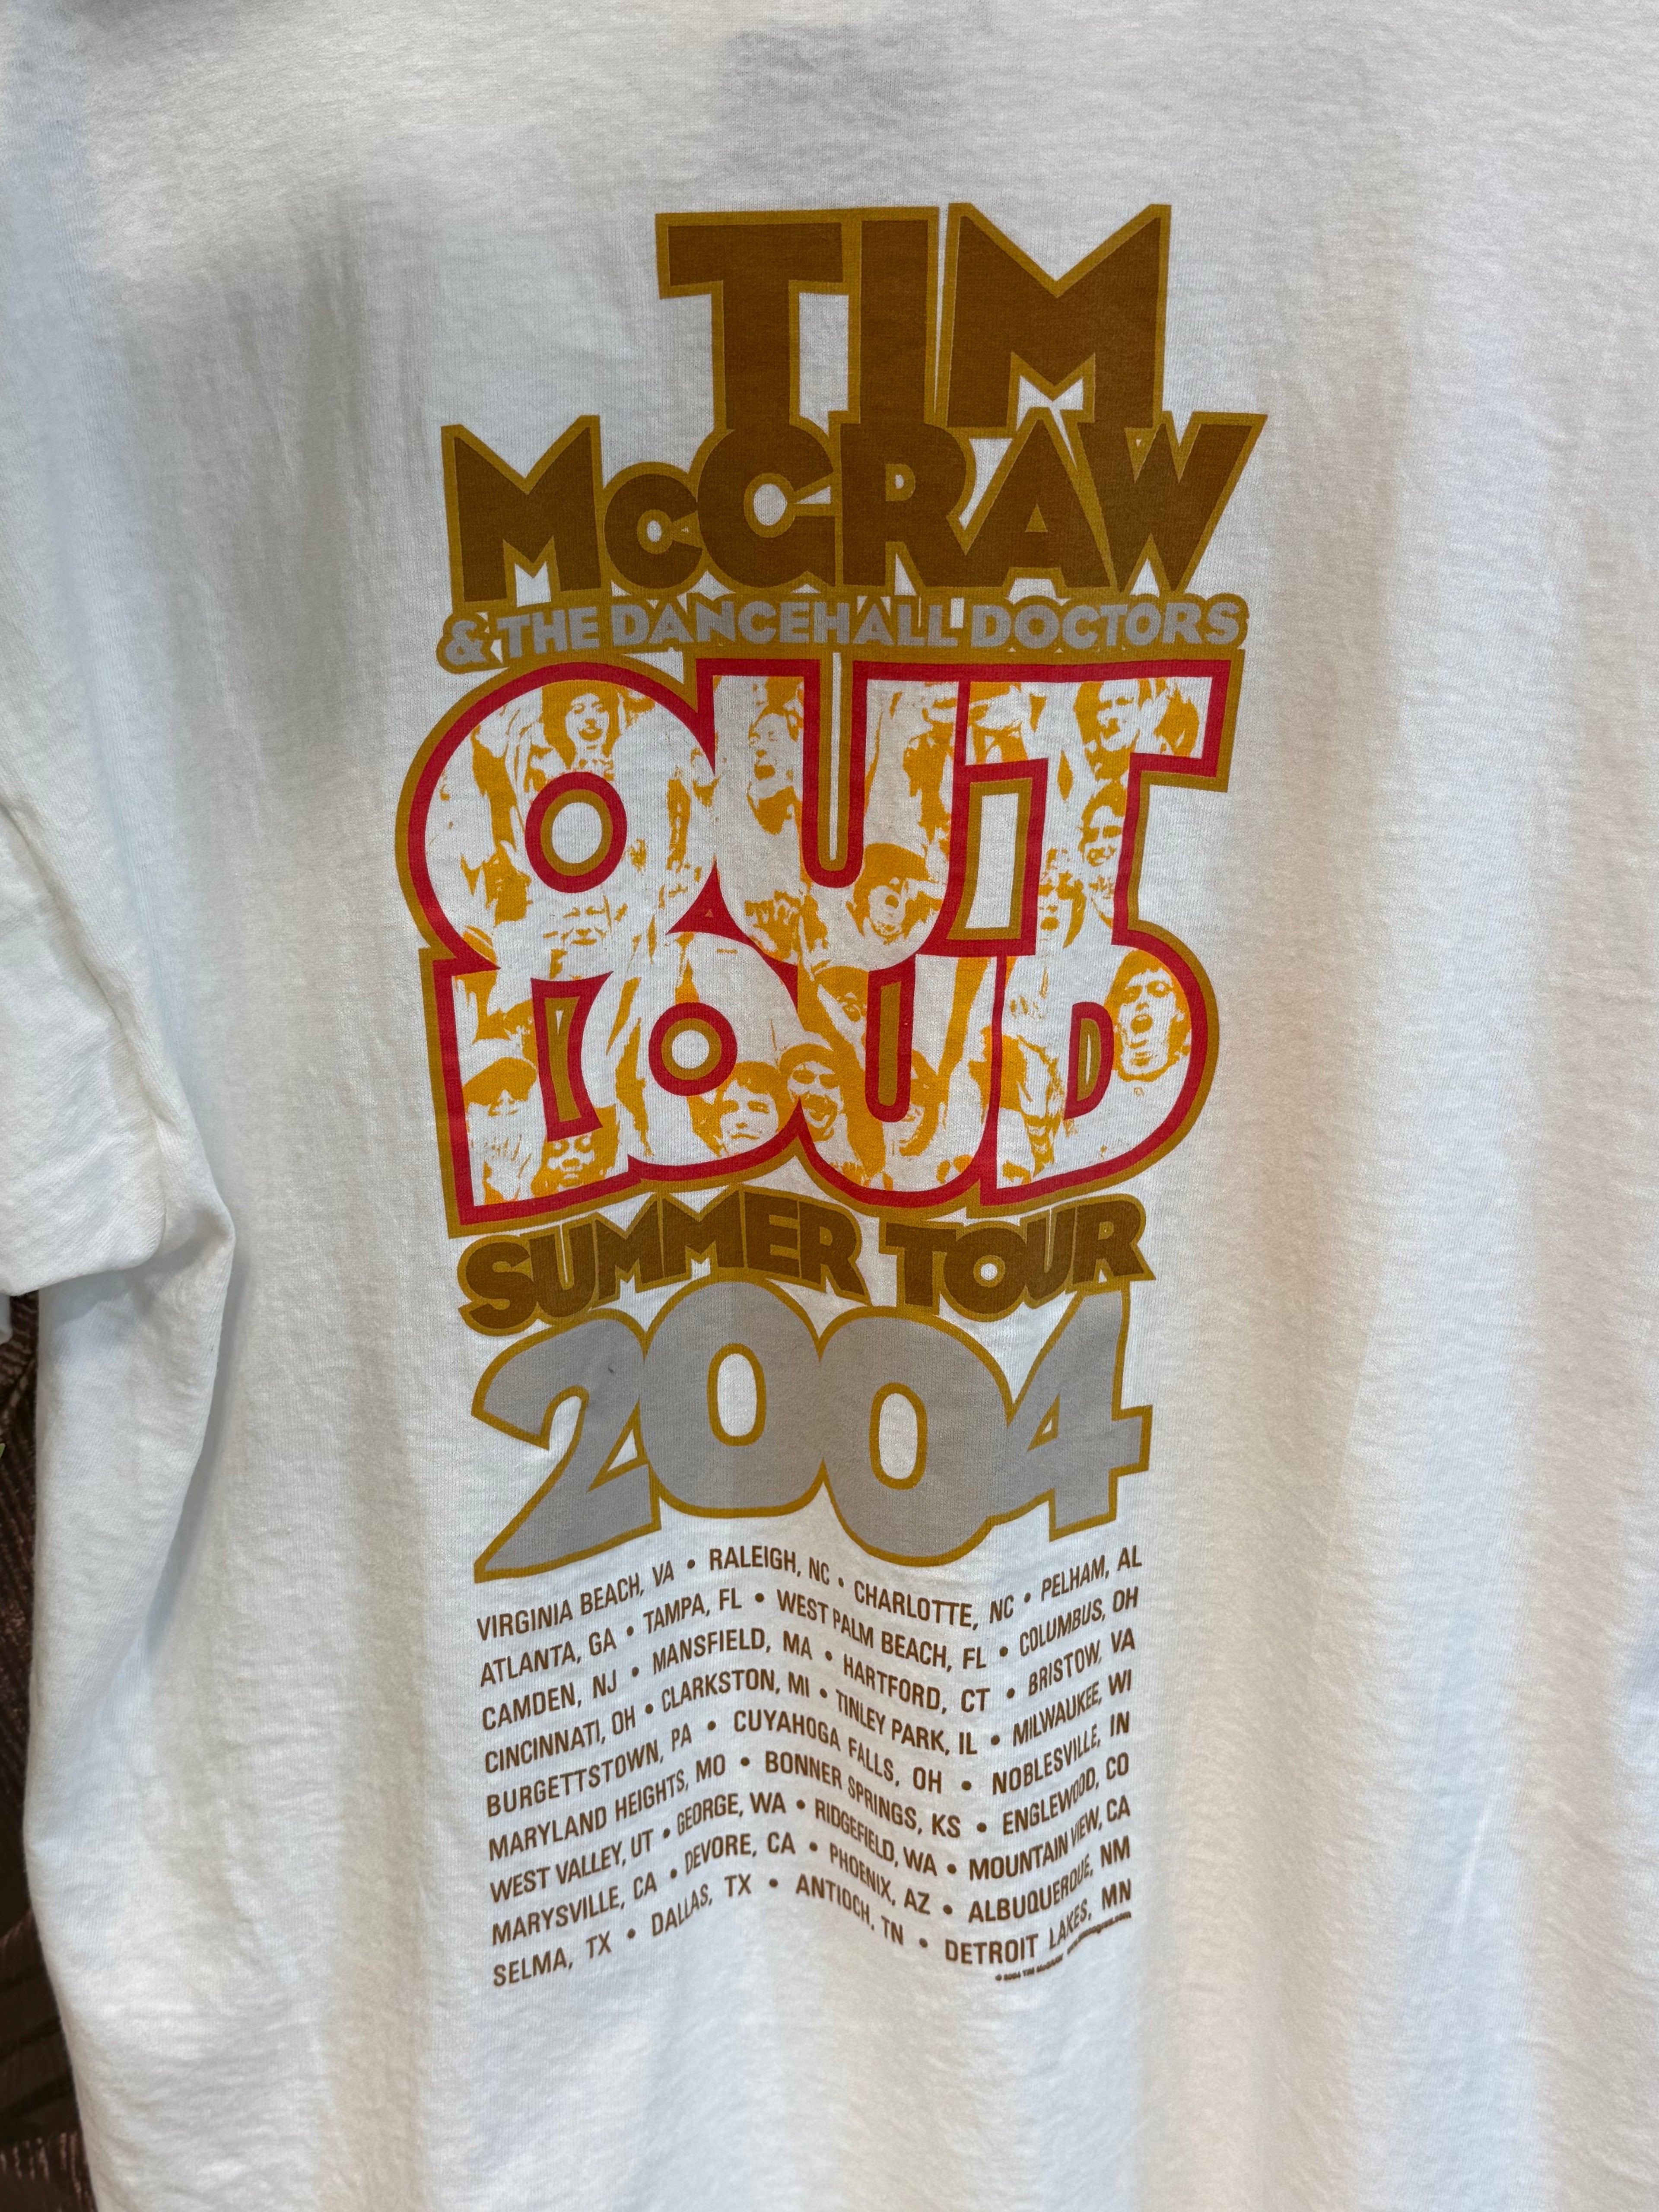 TIM
McGRAW
& THE DANCEHALL DOCTORS
OUT
LOUD
SUMMER TOUR
2004
VIRGINIA BEACH, VA • RALEIGH, NC • CHARLOTTE, NC • PELHAM, AL
ATLANTA, GA • TAMPA, FL • WEST PALM BEACH, FL • COLUMBUS, OH
CAMDEN, NJ • MANSFIELD, MA • HARTFORD, CT • BRISTOW, VA
CINCINNATI, OH • CLARKSTON, MI • TINLEY PARK, IL • MILWAUKEE, WI
BURGETTSTOWN, PA • CUYAHOGA FALLS, OH • NOBLESVILLE, IN
MARYLAND HEIGHTS, MO • BONNER SPRINGS, KS • ENGLEWOOD, CO
WEST VALLEY, UT • GEORGE, WA • RIDGEFIELD, WA • MOUNTAIN VIEW, CA
MARYSVILLE, CA • DEVORE, CA • PHOENIX, AZ • ALBUQUERQUE, NM
SELMA, TX • DALLAS, TX • ANTIOCH, TN • DETROIT LAKES, MN
© 2004 TIM McGRAW